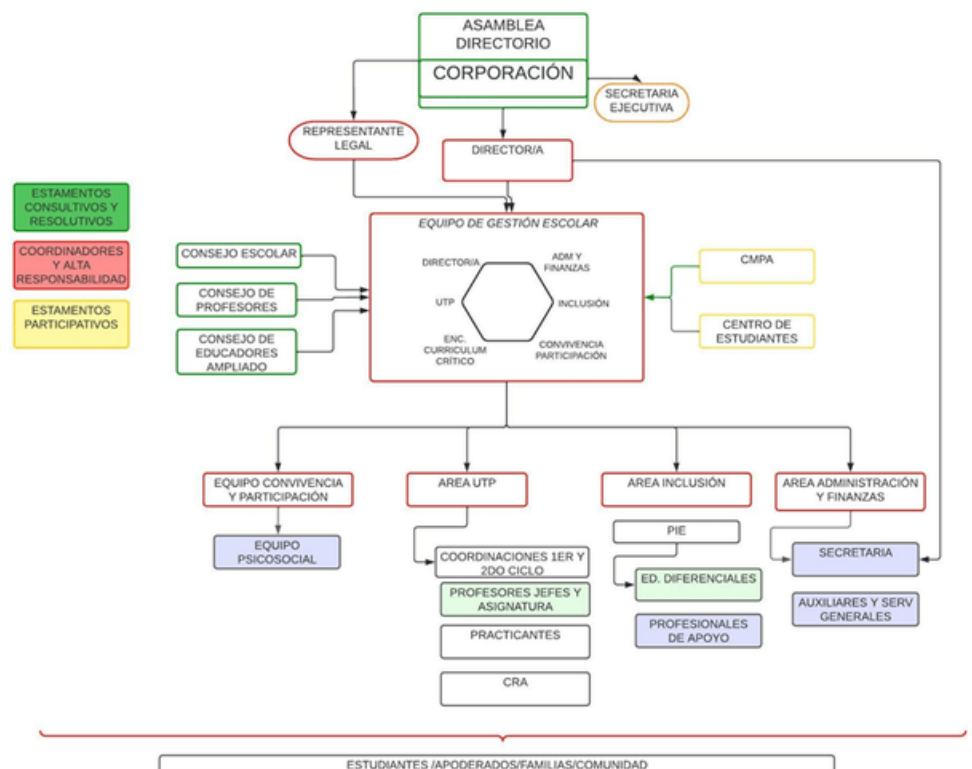 ASAMBLEA
DIRECTORIO
CORPORACIÓN
SECRETARIA
EJECUTIVA
REPRESENTANTE
LEGAL
DIRECTOR/A
ESTAMENTOS
CONSULTIVOS Y
RESOLUTIVOS
COORDINADORES
Y ALTA
RESPONSABILIDAD
ESTAMENTOS
PARTICIPATIVOS
CONSEJO ESCOLAR
CONSEJO DE
PROFESORES
CONSEJO DE
EDUCADORES
AMPLIADO
EQUIPO DE GESTIÓN ESCOLAR
DIRECTOR/A
ADM Y
FINANZAS
UTP
INCLUSIÓN
ENC.
CURRICULUM
CRÍTICO
CONVIVENCIA
PARTICIPACIÓN
CMPA
CENTRO DE
ESTUDIANTES
EQUIPO CONVIVENCIA
Y PARTICIPACIÓN
AREA UTP
AREA INCLUSIÓN
AREA ADMINISTRACIÓN
Y FINANZAS
EQUIPO
PSICOSOCIAL
COORDINACIONES 1ER Y
2DO CICLO
PROFESORES JEFES Y
ASIGNATURA
PRACTICANTES
CRA
PIE
ED. DIFERENCIALES
PROFESIONALES
DE APOYO
SECRETARIA
AUXILIARES Y SERV
GENERALES
ESTUDIANTES /APODERADOS/FAMILIAS/COMUNIDAD